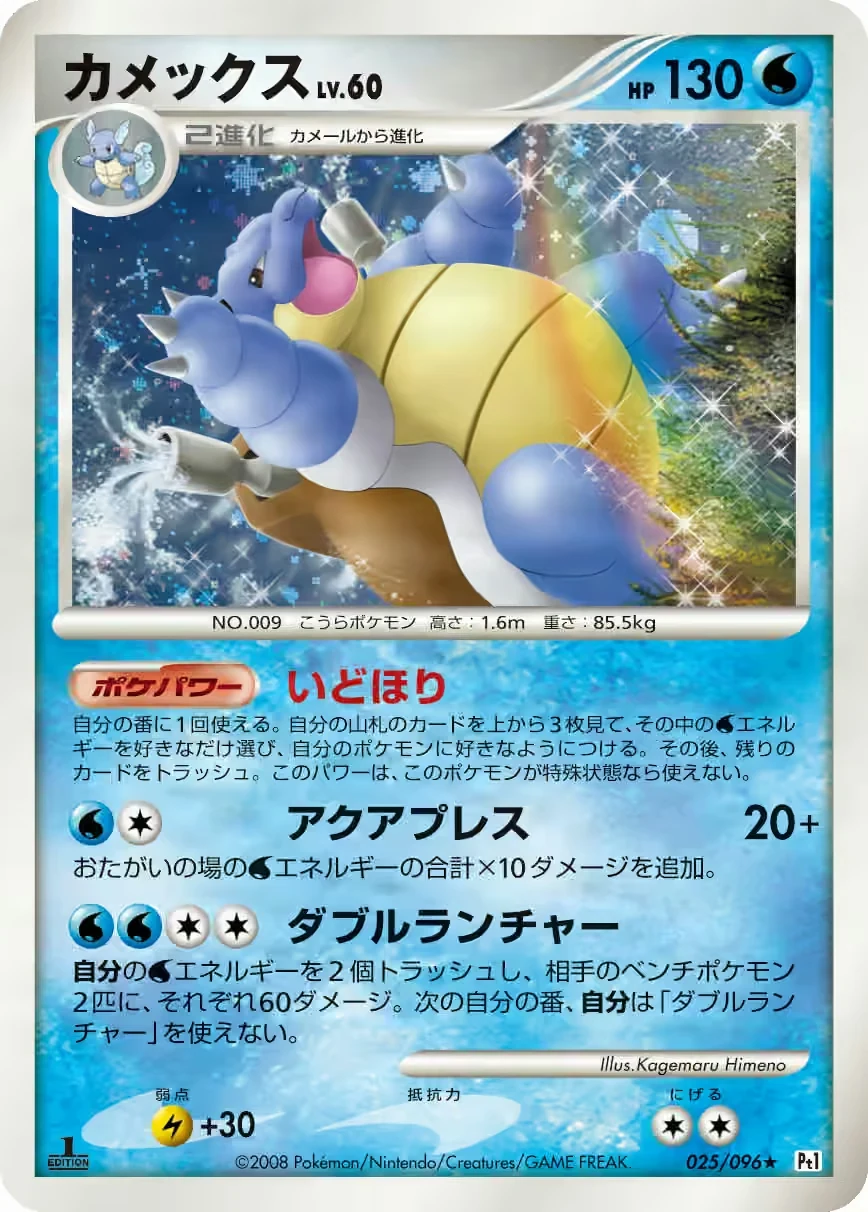 カメックス LV.60 HP 130
2進化 カメールから進化
NO.009 こうらポケモン 高さ:1.6m 重さ:85.5kg
ポケパワー いどほり
自分の番に1回使える。自分の山札のカードを上から3枚見て、その中のエネル
ギーを好きなだけ選び、自分のポケモンに好きなようにつける。その後、残りの
カードをトラッシュ。このパワーは、このポケモンが特殊状態なら使えない。
アクアプレス 20+
おたがいの場のエネルギーの合計×10ダメージを追加。
ダブルランチャー
自分のエネルギーを2個トラッシュし、相手のベンチポケモン
2匹に、それぞれ60ダメージ。次の自分の番、自分は「ダブルラン
チャー」を使えない。
Illus.Kagemaru Himeno
弱点 抵抗力 にげる
+30
1 EDITION ©2008 Pokémon/Nintendo/Creatures/GAME FREAK. 025/096★ Pt1